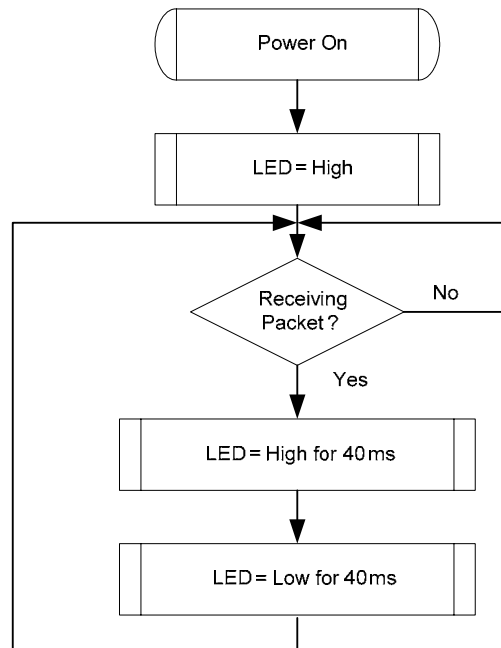 Power On
LED = High
Receiving
Packet ?
No
Yes
LED = High for 40 ms
LED = Low for 40 ms